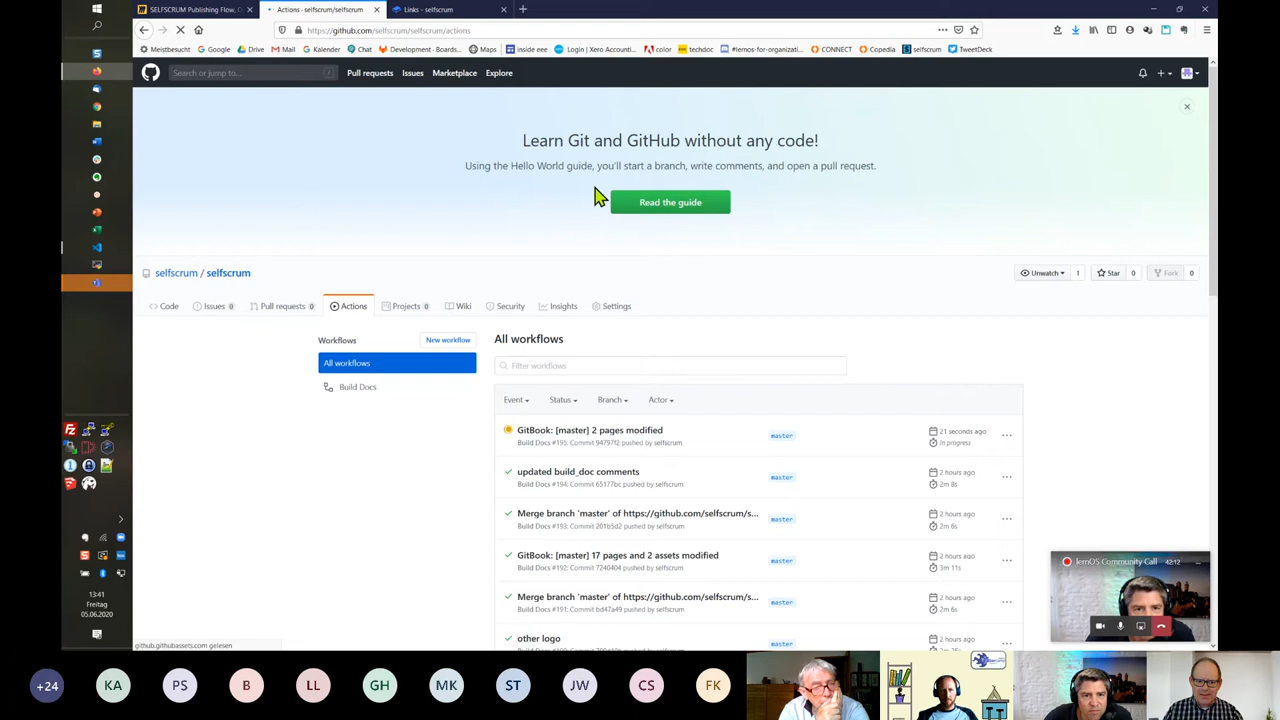 SELFSCRUM Publishing Flow, 
Actions - selfscrum/selfscrum
Links - selfscrum
https://github.com/selfscrum/selfscrum/actions
Meistbesucht
Google
Drive
Mail
Kalender
Chat
Development - Board...
Maps
inside eee
Login | Xero Accounti...
color
techdoc
#lemos-for-organizati...
CONNECT
Copedia
selfscrum
TweetDeck
Search or jump to...
/
Pull requests
Issues
Marketplace
Explore
Learn Git and GitHub without any code!
Using the Hello World guide, you'll start a branch, write comments, and open a pull request.
Read the guide
selfscrum / selfscrum
Unwatch
1
Star
0
Fork
0
Code
Issues 0
Pull requests 0
Actions
Projects 0
Wiki
Security
Insights
Settings
Workflows
New workflow
All workflows
Build Docs
All workflows
Filter workflows
Event
Status
Branch
Actor
GitBook: [master] 2 pages modified
Build Docs #195: Commit 94797f2 pushed by selfscrum
master
21 seconds ago
In progress
updated build_doc comments
Build Docs #194: Commit 65177bc pushed by selfscrum
master
2 hours ago
2m 8s
Merge branch 'master' of https://github.com/selfscrum/s...
Build Docs #193: Commit 201b5d2 pushed by selfscrum
master
2 hours ago
2m 6s
GitBook: [master] 17 pages and 2 assets modified
Build Docs #192: Commit 7240404 pushed by selfscrum
master
2 hours ago
3m 11s
Merge branch 'master' of https://github.com/selfscrum/s...
Build Docs #191: Commit bd47a49 pushed by selfscrum
master
2 hours ago
2m 6s
other logo
master
2 hours ago
github.githubassets.com gelesen
13:41
Freitag
05.06.2020
lernOS Community Call
42:12
+24
KA
PS
B
LL
GH
MK
ST
JW
CS
FK